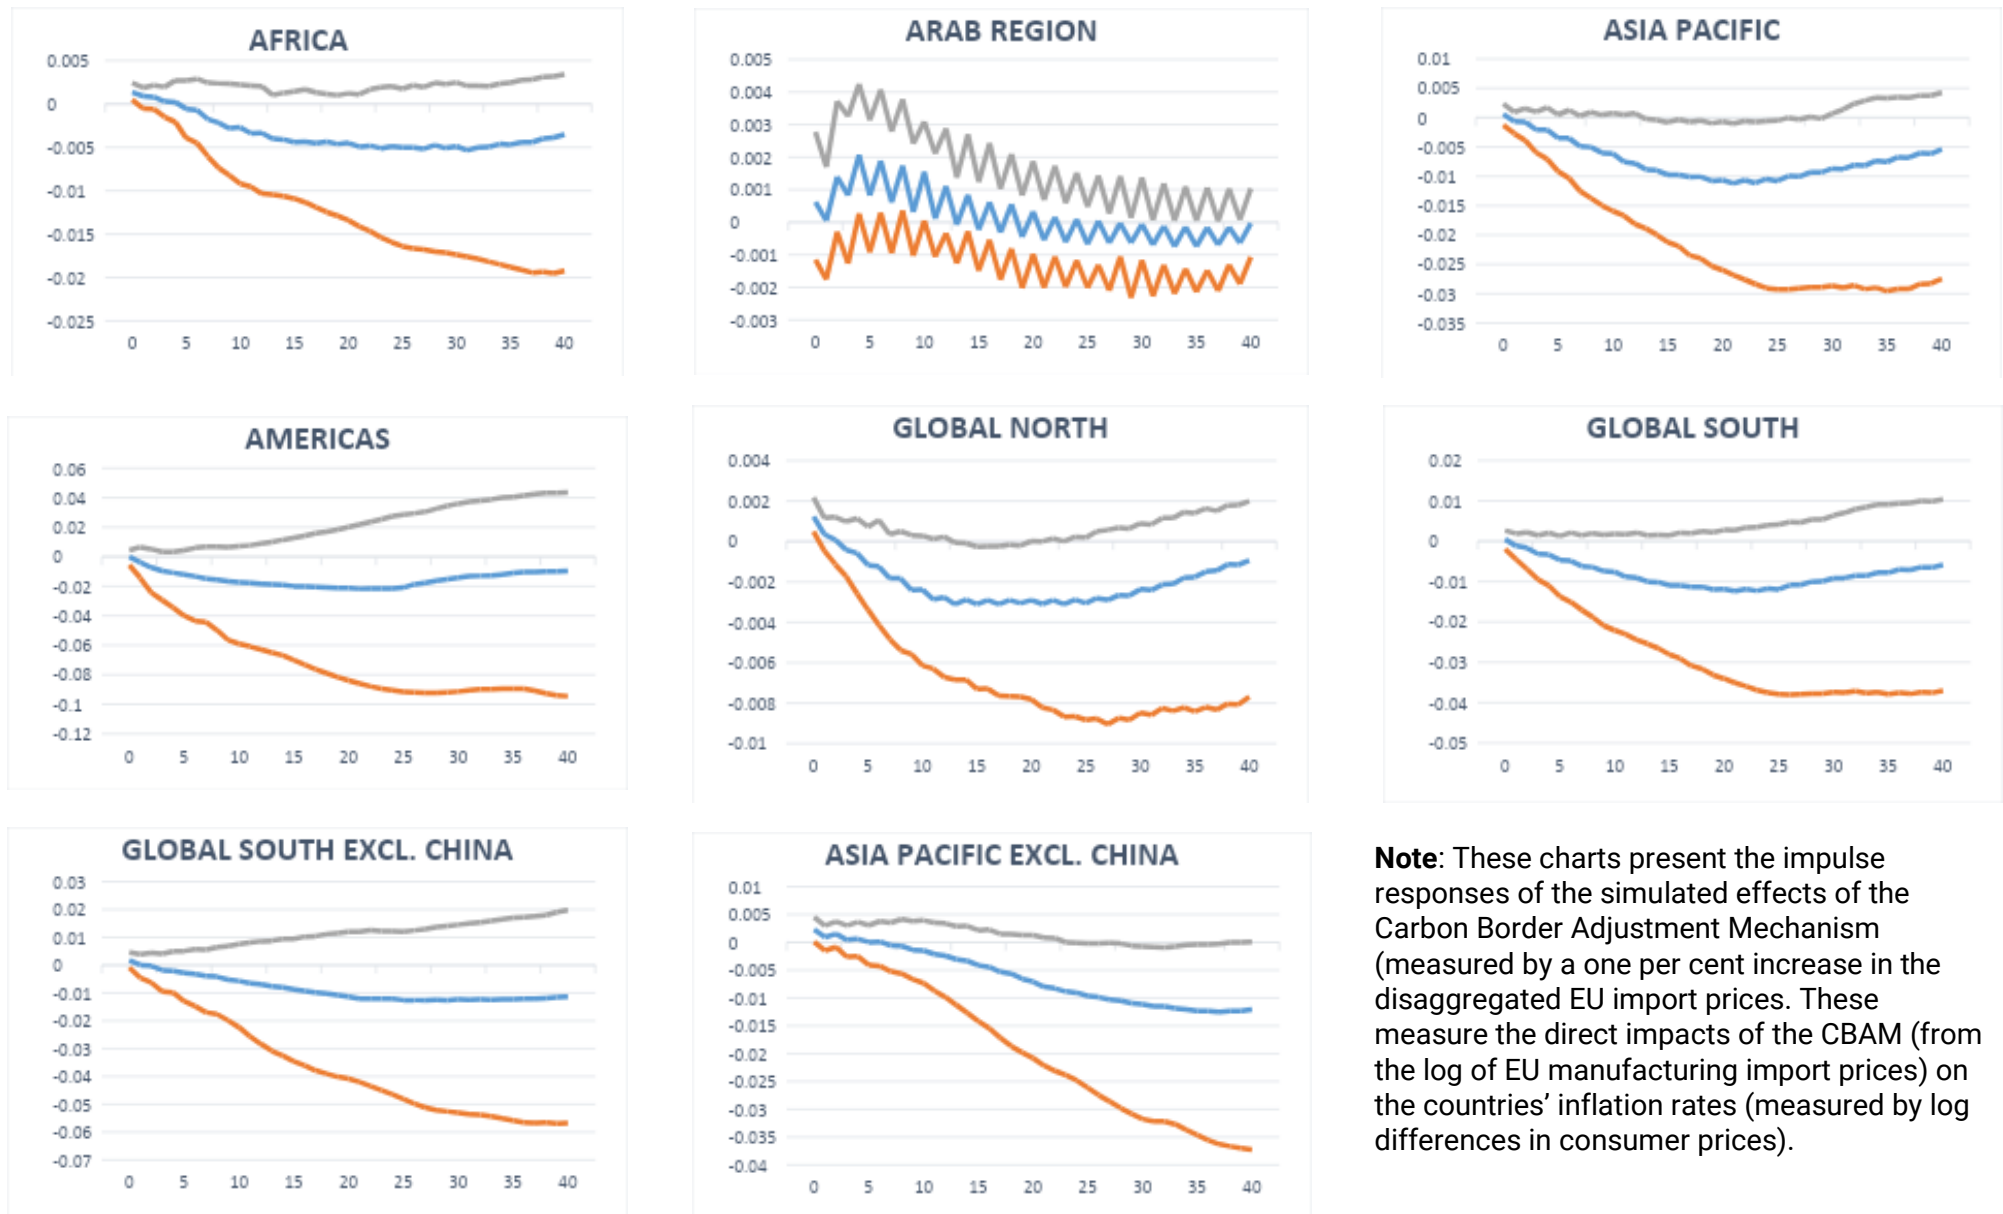 AFRICA
0.005
0
-0.005
-0.01
-0.015
-0.02
-0.025
0 5 10 15 20 25 30 35 40
ARAB REGION
0.005
0.004
0.003
0.002
0.001
0
-0.001
-0.002
-0.003
0 5 10 15 20 25 30 35 40
ASIA PACIFIC
0.01
0.005
0
-0.005
-0.01
-0.015
-0.02
-0.025
-0.03
-0.035
0 5 10 15 20 25 30 35 40
AMERICAS
0.06
0.04
0.02
0
-0.02
-0.04
-0.06
-0.08
-0.1
-0.12
0 5 10 15 20 25 30 35 40
GLOBAL NORTH
0.004
0.002
0
-0.002
-0.004
-0.006
-0.008
-0.01
0 5 10 15 20 25 30 35 40
GLOBAL SOUTH
0.02
0.01
0
-0.01
-0.02
-0.03
-0.04
-0.05
0 5 10 15 20 25 30 35 40
GLOBAL SOUTH EXCL. CHINA
0.03
0.02
0.01
0
-0.01
-0.02
-0.03
-0.04
-0.05
-0.06
-0.07
0 5 10 15 20 25 30 35 40
ASIA PACIFIC EXCL. CHINA
0.01
0.005
0
-0.005
-0.01
-0.015
-0.02
-0.025
-0.03
-0.035
-0.04
0 5 10 15 20 25 30 35 40
Note: These charts present the impulse
responses of the simulated effects of the
Carbon Border Adjustment Mechanism
(measured by a one per cent increase in the
disaggregated EU import prices. These
measure the direct impacts of the CBAM (from
the log of EU manufacturing import prices) on
the countries’ inflation rates (measured by log
differences in consumer prices).